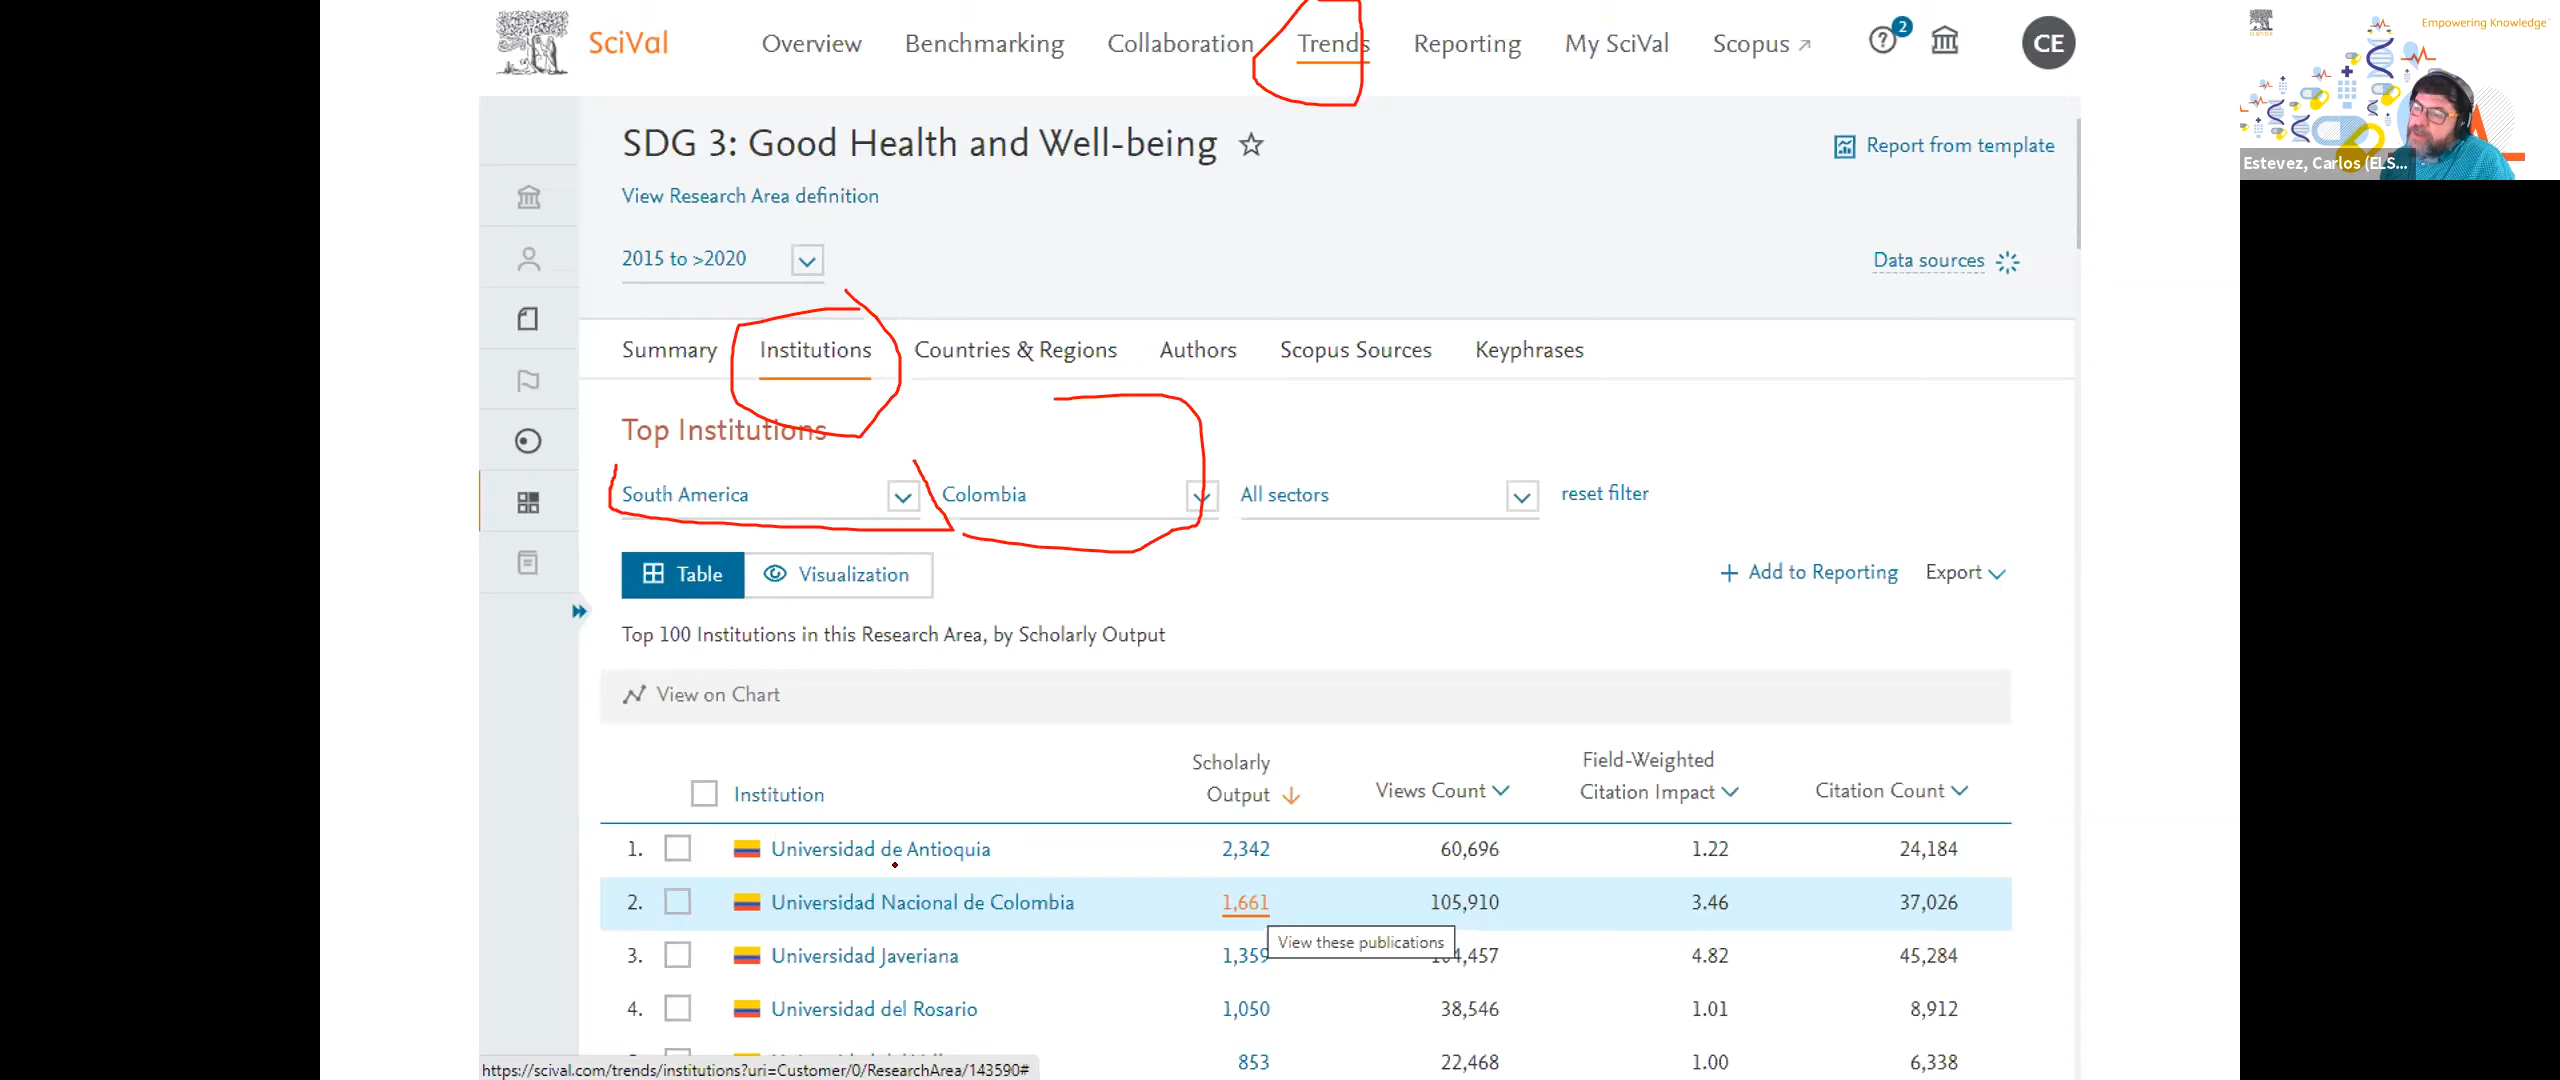 SciVal
Overview Benchmarking Collaboration Trends Reporting My SciVal Scopus ↗ 2 CE
Empowering Knowledge
SDG 3: Good Health and Well-being
Report from template
Estevez, Carlos (ELS...
View Research Area definition
2015 to >2020
Data sources
Summary Institutions Countries & Regions Authors Scopus Sources Keyphrases
Top Institutions
South America Colombia All sectors reset filter
Table Visualization
+ Add to Reporting Export
Top 100 Institutions in this Research Area, by Scholarly Output
View on Chart
Institution Scholarly Output Views Count Field-Weighted Citation Impact Citation Count
1. Universidad de Antioquia 2,342 60,696 1.22 24,184
2. Universidad Nacional de Colombia 1,661 105,910 3.46 37,026
View these publications
3. Universidad Javeriana 1,359 4,457 4.82 45,284
4. Universidad del Rosario 1,050 38,546 1.01 8,912
853 22,468 1.00 6,338
https://scival.com/trends/institutions?uri=Customer/0/ResearchArea/143590#